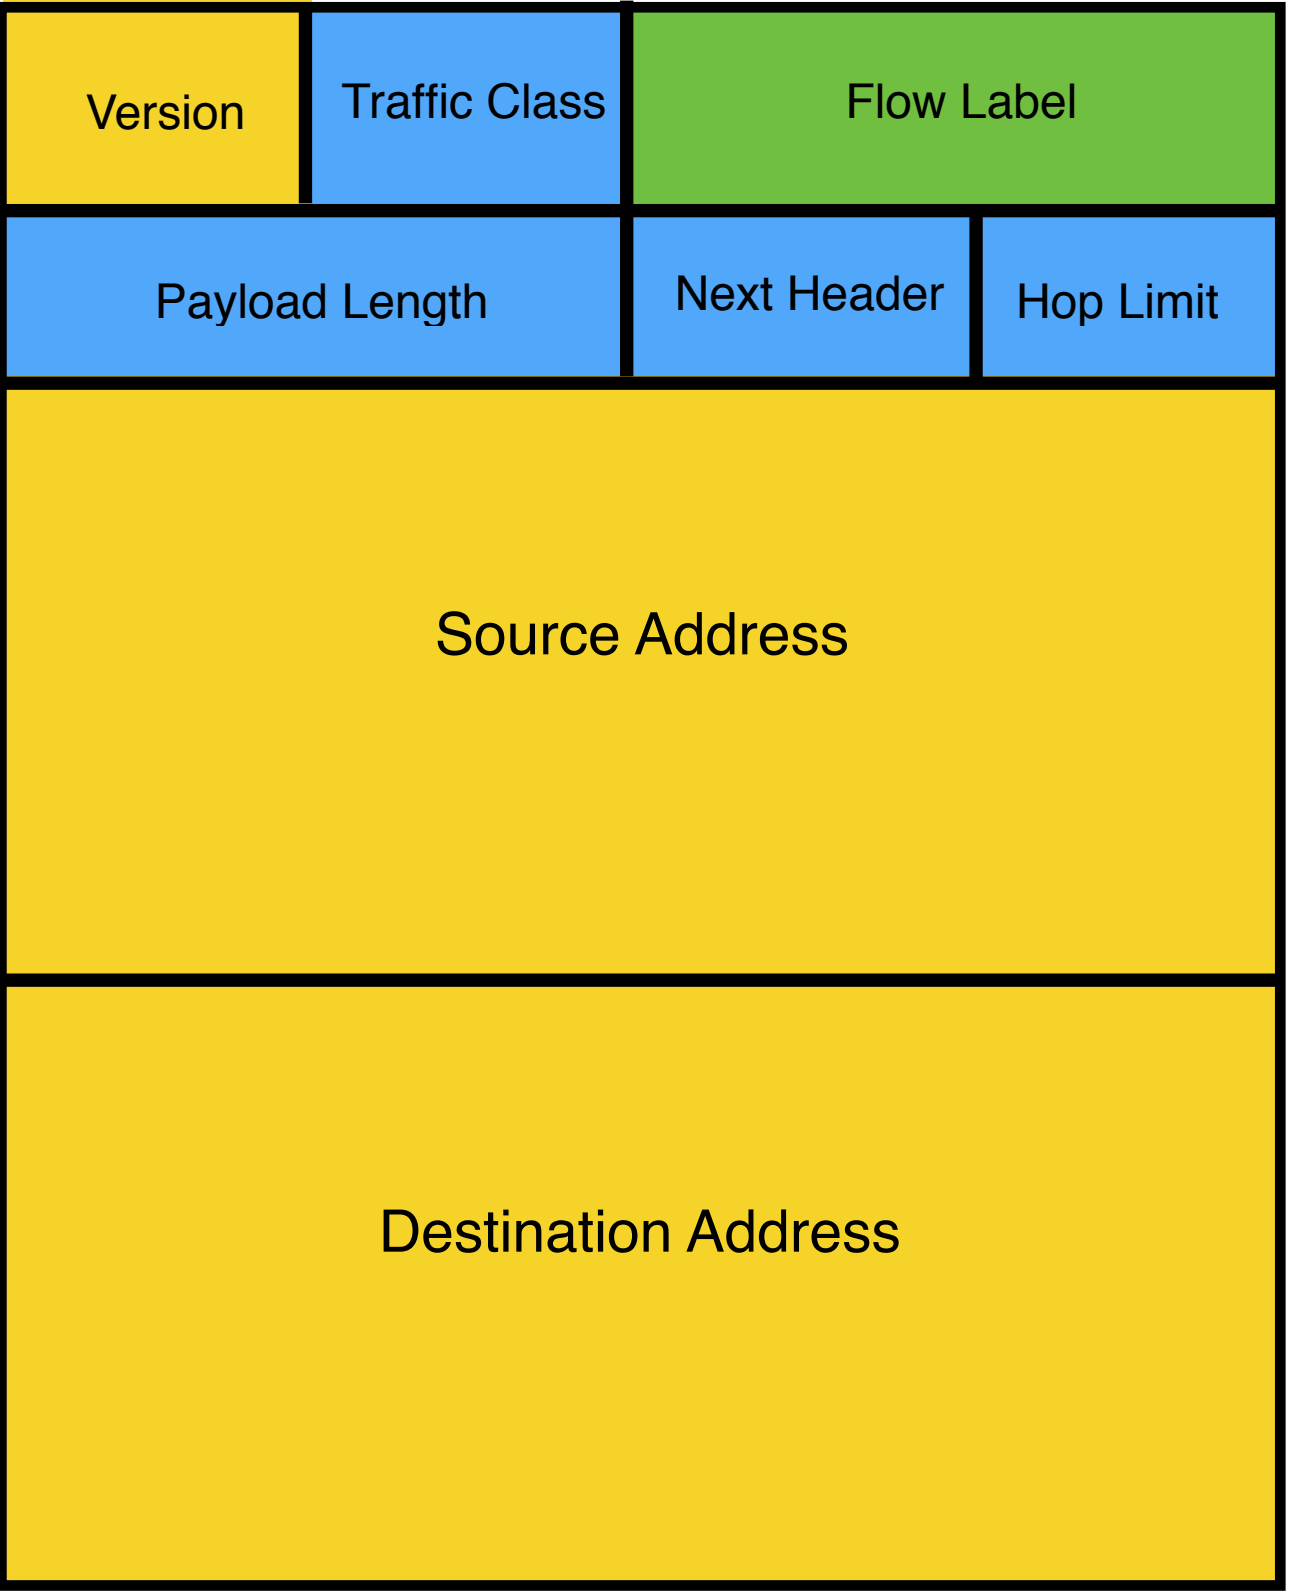 Version
Traffic Class
Flow Label
Payload Length
Next Header
Hop Limit
Source Address
Destination Address